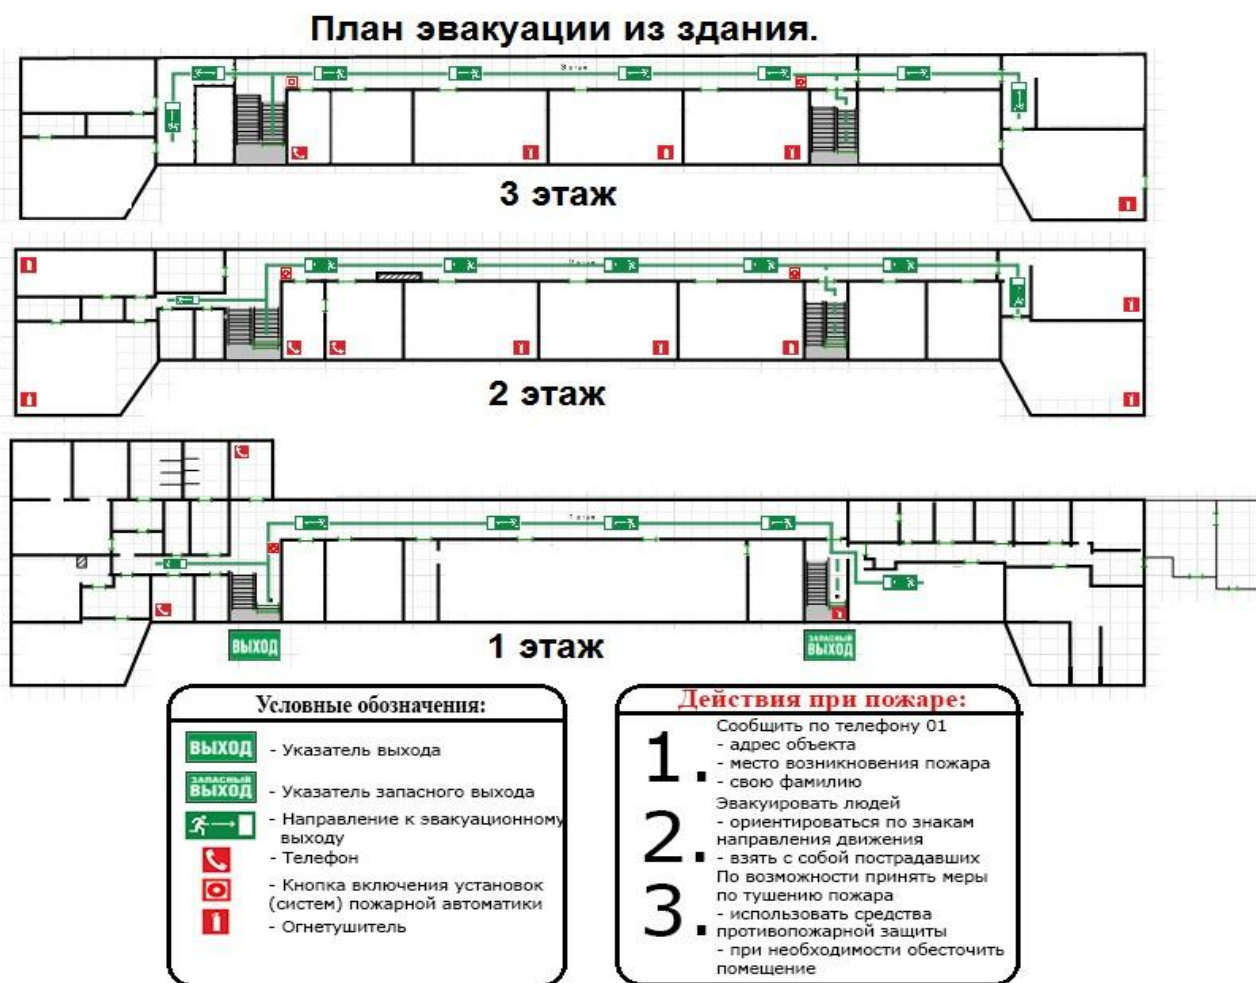 План эвакуации из здания.
3 этаж
3 этаж
2 этаж
1 этаж
ВЫХОД
ЗАПАСНЫЙ
ВЫХОД
Условные обозначения:
ВЫХОД
- Указатель выхода
ЗАПАСНЫЙ
ВЫХОД
- Указатель запасного выхода
- Направление к эвакуационному
выходу
- Телефон
- Кнопка включения установок
(систем) пожарной автоматики
- Огнетушитель
Действия при пожаре:
1.
Сообщить по телефону 01
- адрес объекта
- место возникновения пожара
- свою фамилию
2.
Эвакуировать людей
- ориентироваться по знакам
направления движения
- взять с собой пострадавших
3.
По возможности принять меры
по тушению пожара
- использовать средства
противопожарной защиты
- при необходимости обесточить
помещение